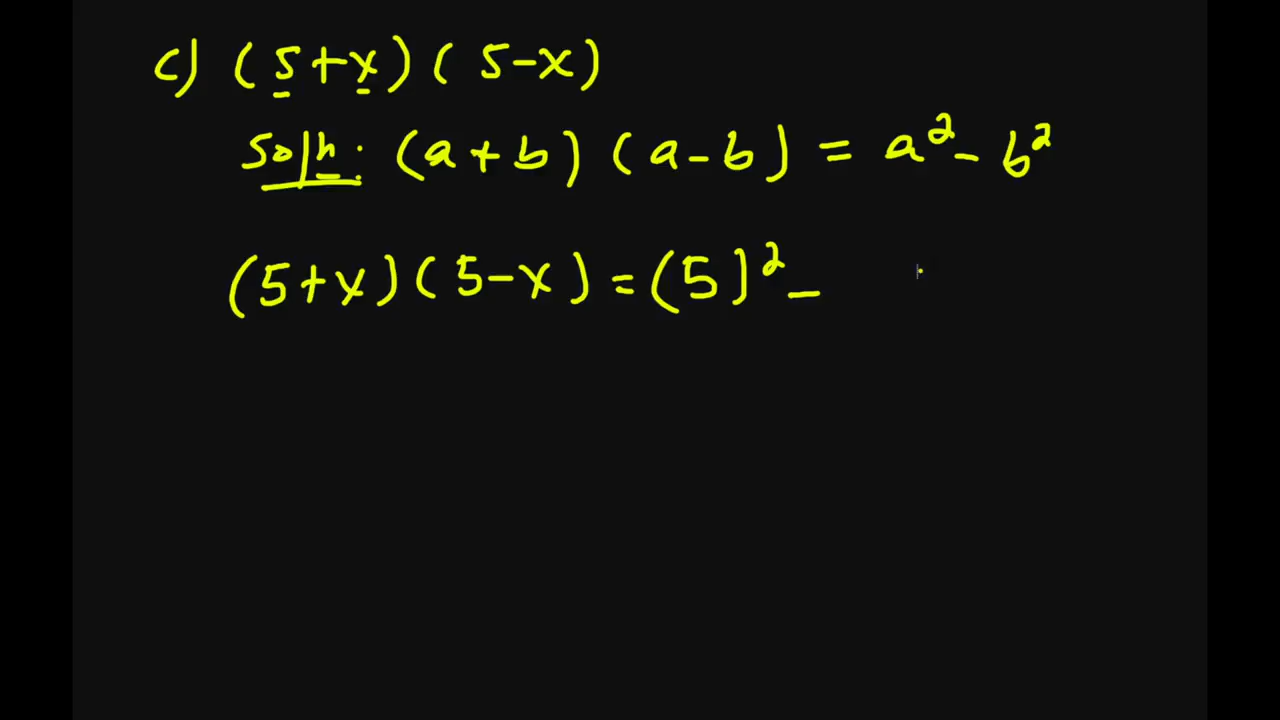 c) (5+x)(5-x)
Soln: (a+b)(a-b) = a² - b²
(5+x)(5-x) = (5)² -